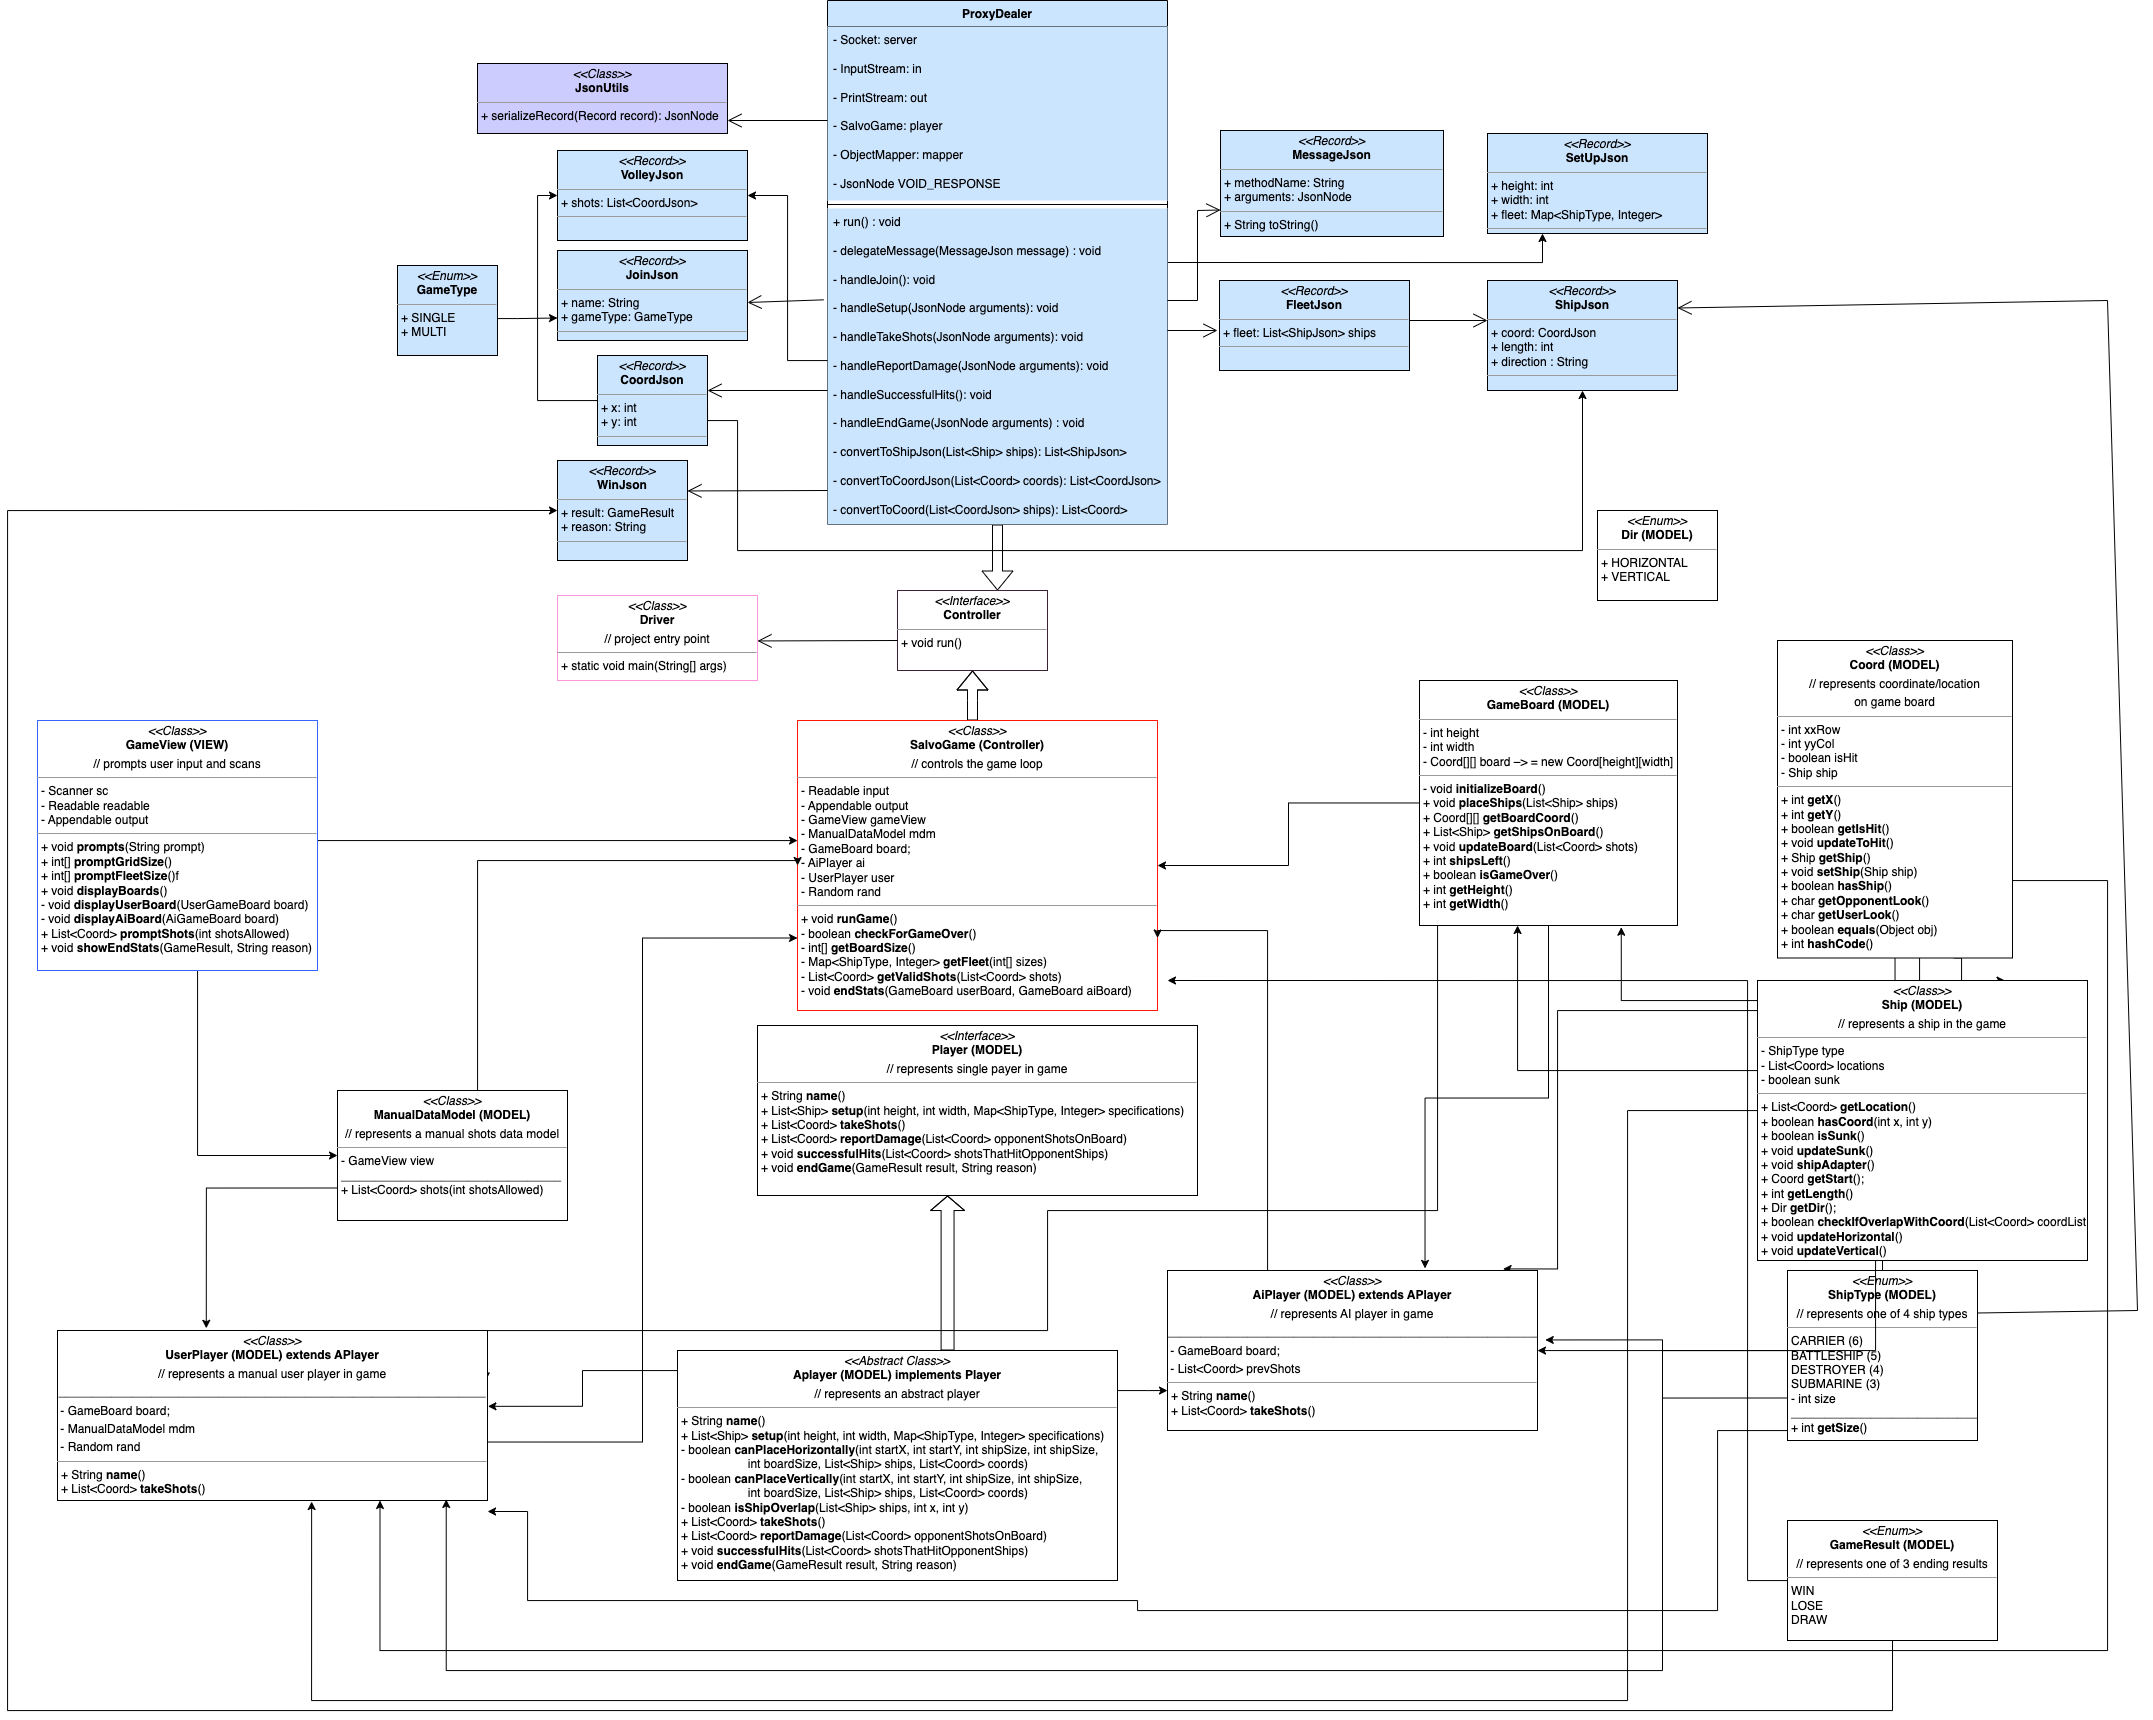 ProxyDealer
- Socket: server
- InputStream: in
- PrintStream: out
- SalvoGame: player
- ObjectMapper: mapper
- JsonNode VOID_RESPONSE
+ run() : void
- delegateMessage(MessageJson message) : void
- handleJoin(): void
- handleSetup(JsonNode arguments): void
- handleTakeShots(JsonNode arguments): void
- handleReportDamage(JsonNode arguments): void
- handleSuccessfulHits(): void
- handleEndGame(JsonNode arguments) : void
- convertToShipJson(List<Ship> ships): List<ShipJson>
- convertToCoordJson(List<Coord> coords): List<CoordJson>
- convertToCoord(List<CoordJson> ships): List<Coord>
<<Class>>
JsonUtils
+ serializeRecord(Record record): JsonNode
<<Record>>
VolleyJson
+ shots: List<CoordJson>
<<Enum>>
GameType
+ SINGLE
+ MULTI
<<Record>>
JoinJson
+ name: String
+ gameType: GameType
<<Record>>
CoordJson
+ x: int
+ y: int
<<Record>>
WinJson
+ result: GameResult
+ reason: String
<<Record>>
MessageJson
+ methodName: String
+ arguments: JsonNode
+ String toString()
<<Record>>
SetUpJson
+ height: int
+ width: int
+ fleet: Map<ShipType, Integer>
<<Record>>
FleetJson
+ fleet: List<ShipJson> ships
<<Record>>
ShipJson
+ coord: CoordJson
+ length: int
+ direction : String
<<Enum>>
Dir (MODEL)
+ HORIZONTAL
+ VERTICAL
<<Class>>
Driver
// project entry point
+ static void main(String[] args)
<<Interface>>
Controller
+ void run()
<<Class>>
GameView (VIEW)
// prompts user input and scans
- Scanner sc
- Readable readable
- Appendable output
+ void prompts(String prompt)
+ int[] promptGridSize()
+ int[] promptFleetSize()f
+ void displayBoards()
- void displayUserBoard(UserGameBoard board)
- void displayAiBoard(AiGameBoard board)
+ List<Coord> promptShots(int shotsAllowed)
+ void showEndStats(GameResult, String reason)
<<Class>>
SalvoGame (Controller)
// controls the game loop
- Readable input
- Appendable output
- GameView gameView
- ManualDataModel mdm
- GameBoard board;
- AiPlayer ai
- UserPlayer user
- Random rand
+ void runGame()
- boolean checkForGameOver()
- int[] getBoardSize()
- Map<ShipType, Integer> getFleet(int[] sizes)
- List<Coord> getValidShots(List<Coord> shots)
- void endStats(GameBoard userBoard, GameBoard aiBoard)
<<Class>>
GameBoard (MODEL)
- int height
- int width
- Coord[][] board –> = new Coord[height][width]
- void initializeBoard()
+ void placeShips(List<Ship> ships)
+ Coord[][] getBoardCoord()
+ List<Ship> getShipsOnBoard()
+ void updateBoard(List<Coord> shots)
+ int shipsLeft()
+ boolean isGameOver()
+ int getHeight()
+ int getWidth()
<<Class>>
Coord (MODEL)
// represents coordinate/location
on game board
- int xxRow
- int yyCol
- boolean isHit
- Ship ship
+ int getX()
+ int getY()
+ boolean getIsHit()
+ void updateToHit()
+ Ship getShip()
+ void setShip(Ship ship)
+ boolean hasShip()
+ char getOpponentLook()
+ char getUserLook()
+ boolean equals(Object obj)
+ int hashCode()
<<Class>>
Ship (MODEL)
// represents a ship in the game
- ShipType type
- List<Coord> locations
- boolean sunk
+ List<Coord> getLocation()
+ boolean hasCoord(int x, int y)
+ boolean isSunk()
+ void updateSunk()
+ void shipAdapter()
+ Coord getStart();
+ int getLength()
+ Dir getDir();
+ boolean checkIfOverlapWithCoord(List<Coord> coordList
+ void updateHorizontal()
+ void updateVertical()
<<Class>>
ManualDataModel (MODEL)
// represents a manual shots data model
- GameView view
+ List<Coord> shots(int shotsAllowed)
<<Interface>>
Player (MODEL)
// represents single payer in game
+ String name()
+ List<Ship> setup(int height, int width, Map<ShipType, Integer> specifications)
+ List<Coord> takeShots()
+ List<Coord> reportDamage(List<Coord> opponentShotsOnBoard)
+ void successfulHits(List<Coord> shotsThatHitOpponentShips)
+ void endGame(GameResult result, String reason)
<<Class>>
AiPlayer (MODEL) extends APlayer
// represents AI player in game
- GameBoard board;
- List<Coord> prevShots
+ String name()
+ List<Coord> takeShots()
<<Enum>>
ShipType (MODEL)
// represents one of 4 ship types
CARRIER (6)
BATTLESHIP (5)
DESTROYER (4)
SUBMARINE (3)
- int size
+ int getSize()
<<Class>>
UserPlayer (MODEL) extends APlayer
// represents a manual user player in game
- GameBoard board;
- ManualDataModel mdm
- Random rand
+ String name()
+ List<Coord> takeShots()
<<Abstract Class>>
Aplayer (MODEL) implements Player
// represents an abstract player
+ String name()
+ List<Ship> setup(int height, int width, Map<ShipType, Integer> specifications)
- boolean canPlaceHorizontally(int startX, int startY, int shipSize, int shipSize,
int boardSize, List<Ship> ships, List<Coord> coords)
- boolean canPlaceVertically(int startX, int startY, int shipSize, int shipSize,
int boardSize, List<Ship> ships, List<Coord> coords)
- boolean isShipOverlap(List<Ship> ships, int x, int y)
+ List<Coord> takeShots()
+ List<Coord> reportDamage(List<Coord> opponentShotsOnBoard)
+ void successfulHits(List<Coord> shotsThatHitOpponentShips)
+ void endGame(GameResult result, String reason)
<<Enum>>
GameResult (MODEL)
// represents one of 3 ending results
WIN
LOSE
DRAW